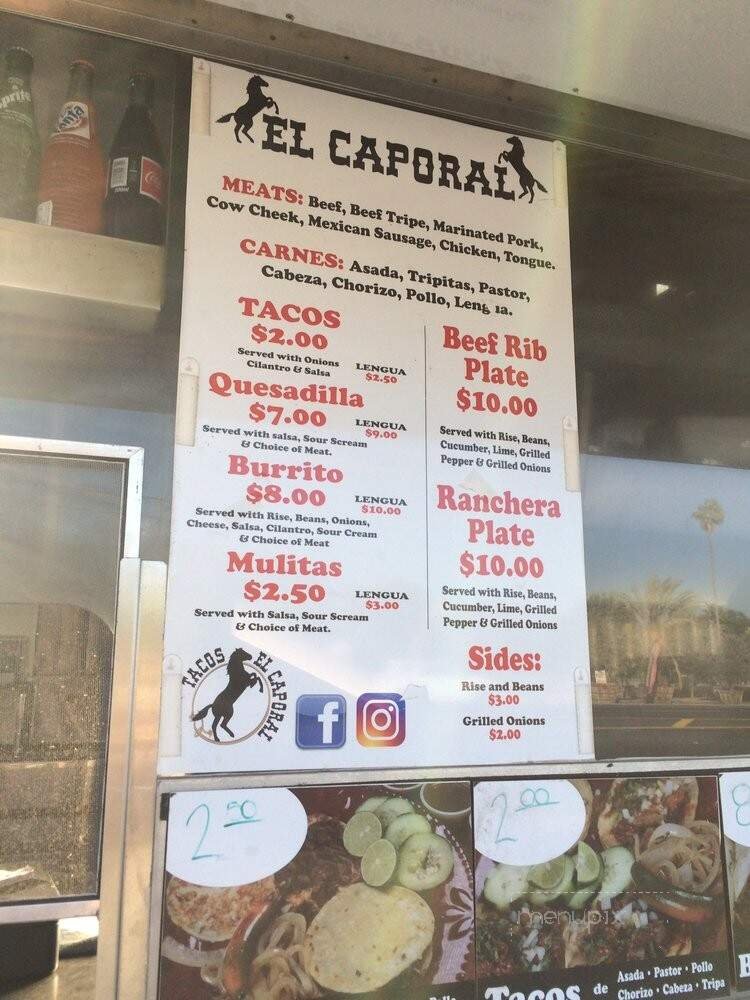 Sprite
Fanta
EL CAPORAL
MEATS: Beef, Beef Tripe, Marinated Pork,
Cow Cheek, Mexican Sausage, Chicken, Tongue.
CARNES: Asada, Tripitas, Pastor,
Cabeza, Chorizo, Pollo, Leng ua.
TACOS
$2.00
Served with Onions
Cilantro & Salsa
LENGUA
$2.50
Quesadilla
$7.00
LENGUA
$9.00
Served with salsa, Sour Scream
& Choice of Meat.
Burrito
$8.00
LENGUA
$10.00
Served with Rise, Beans, Onions,
Cheese, Salsa, Cilantro, Sour Cream
& Choice of Meat
Mulitas
$2.50
LENGUA
$3.00
Served with Salsa, Sour Scream
& Choice of Meat.
Beef Rib
Plate
$10.00
Served with Rise, Beans,
Cucumber, Lime, Grilled
Pepper & Grilled Onions
Ranchera
Plate
$10.00
Served with Rise, Beans,
Cucumber, Lime, Grilled
Pepper & Grilled Onions
Sides:
Rise and Beans
$3.00
Grilled Onions
$2.00
TACOS EL CAPORAL
f
2 50
2 00
8
menupix
Pollo
Tacos de
Asada • Pastor • Pollo
Chorizo • Cabeza • Tripa
B